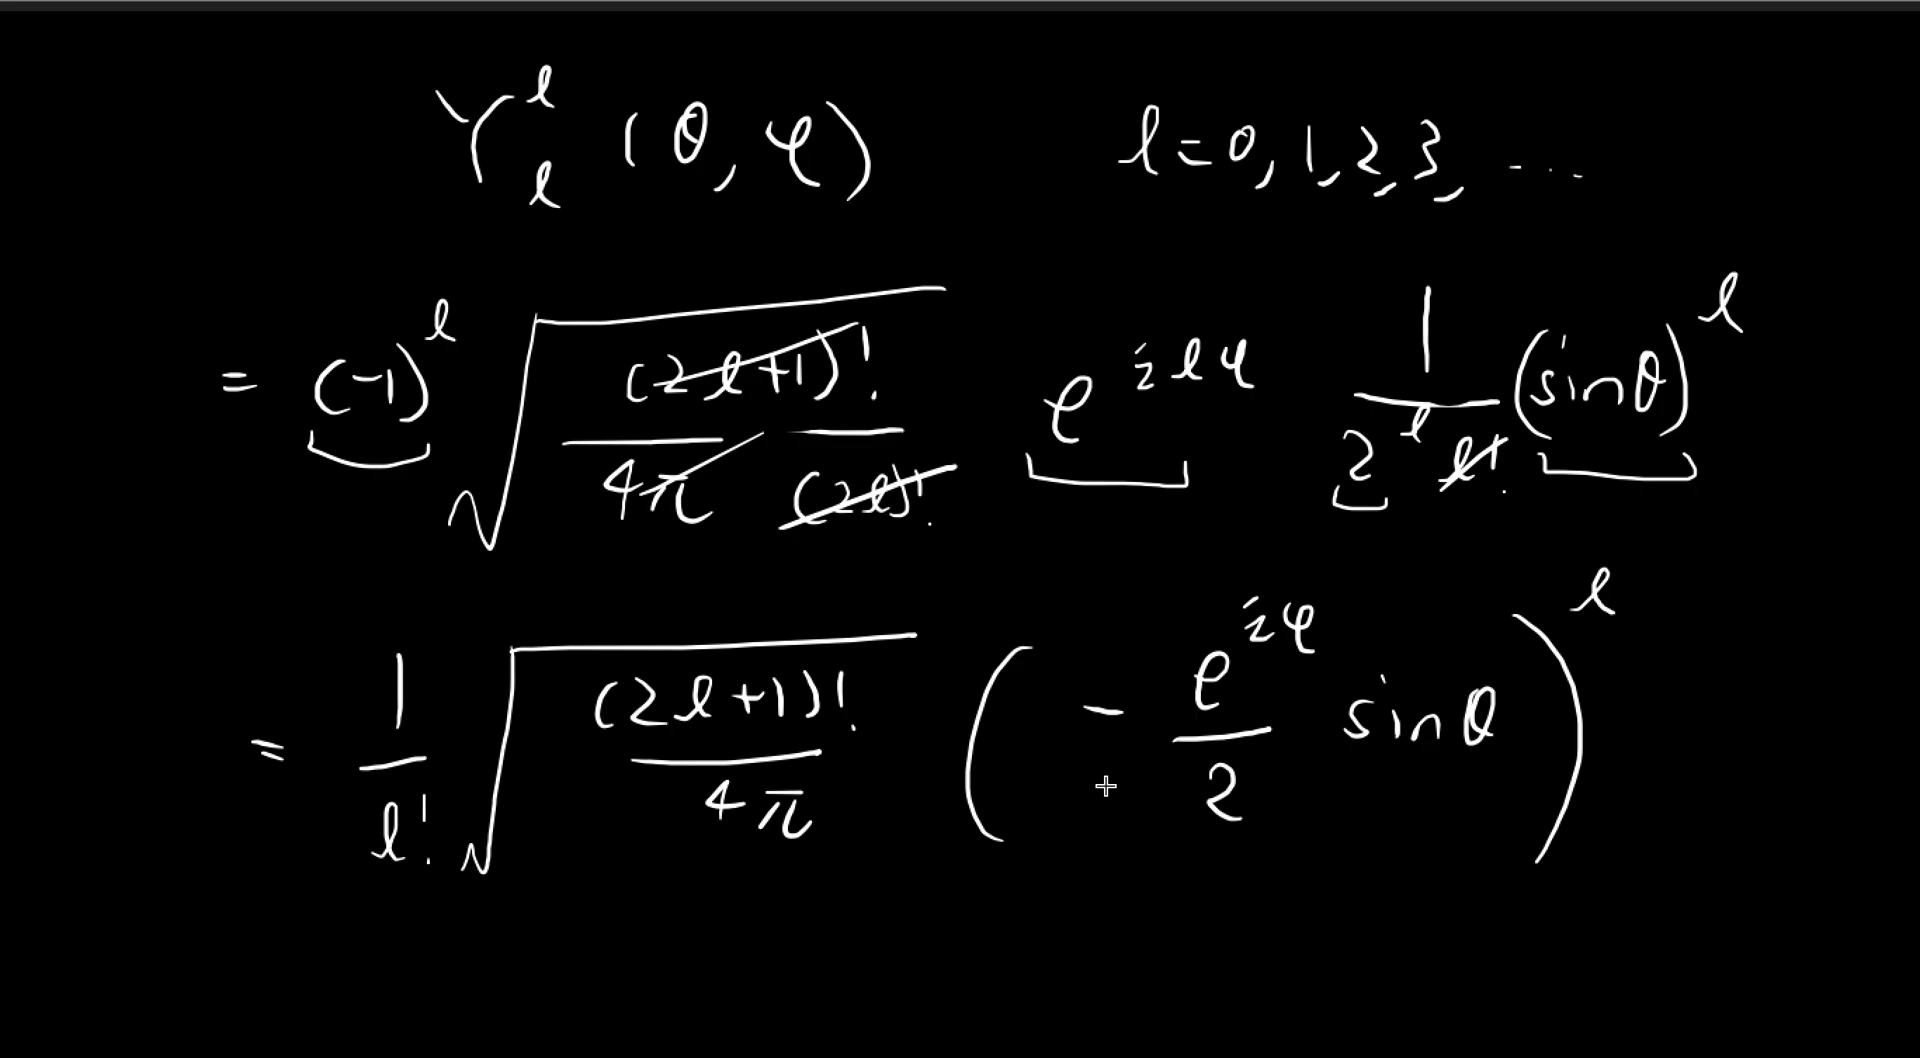 Y_l^l (θ, φ)    l = 0, 1, 2, 3, ...
= (-1)^l √( (2l+1)! / 4π (2l)! ) e^{ilφ} 1/(2^l l!) (sinθ)^l
= 1/l! √( (2l+1)! / 4π ) ( - e^{iφ}/2 sinθ )^l